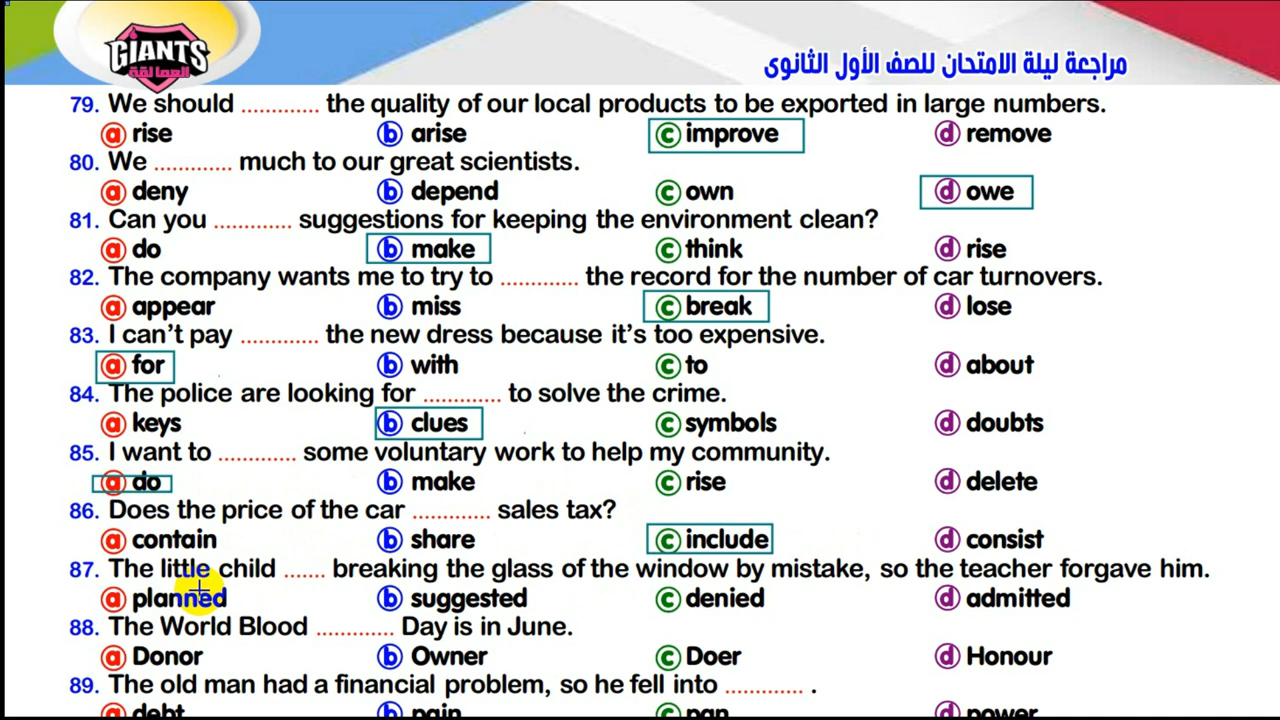 GIANTS
العمالقة
مراجعة ليلة الامتحان للصف الأول الثانوى
79. We should ............. the quality of our local products to be exported in large numbers.
a rise b arise c improve d remove
80. We ............. much to our great scientists.
a deny b depend c own d owe
81. Can you ............. suggestions for keeping the environment clean?
a do b make c think d rise
82. The company wants me to try to ............. the record for the number of car turnovers.
a appear b miss c break d lose
83. I can't pay ............. the new dress because it's too expensive.
a for b with c to d about
84. The police are looking for ............. to solve the crime.
a keys b clues c symbols d doubts
85. I want to ............. some voluntary work to help my community.
a do b make c rise d delete
86. Does the price of the car ............. sales tax?
a contain b share c include d consist
87. The little child ....... breaking the glass of the window by mistake, so the teacher forgave him.
a planned b suggested c denied d admitted
88. The World Blood ............. Day is in June.
a Donor b Owner c Doer d Honour
89. The old man had a financial problem, so he fell into ............. .
a debt b pain c pan d power